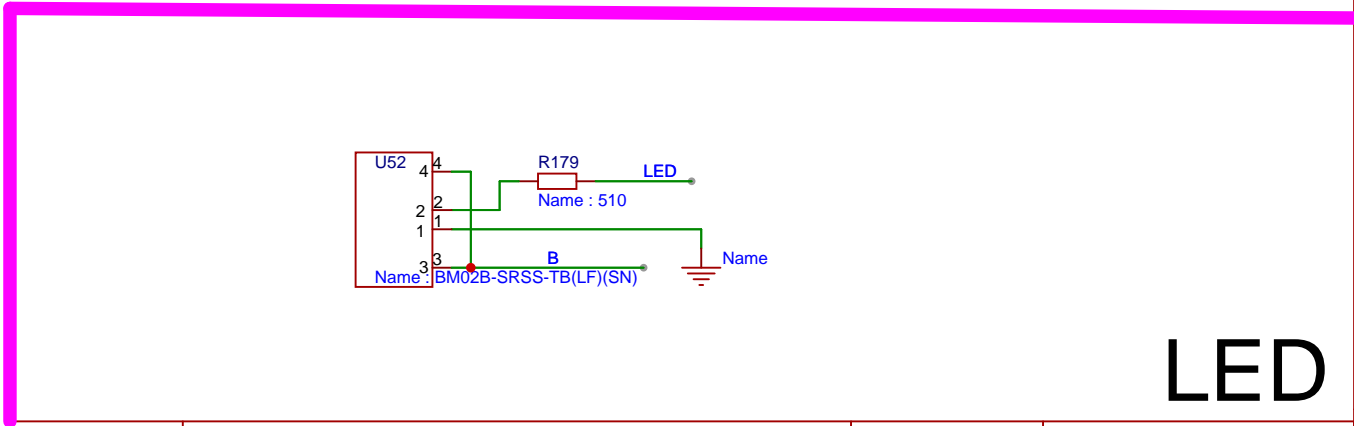 U52
4
4
R179
LED
Name : 510
2
2
1
1
3
3
B
Name
Name : BM02B-SRSS-TB(LF)(SN)
LED